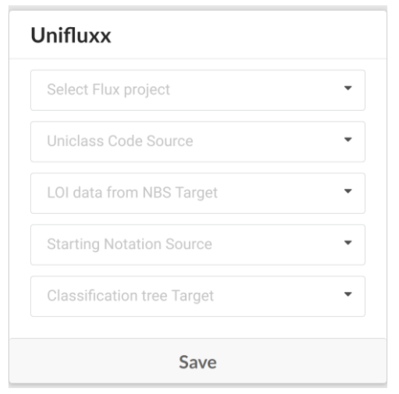 Unifluxx
Select Flux project
Uniclass Code Source
LOI data from NBS Target
Starting Notation Source
Classification tree Target
Save